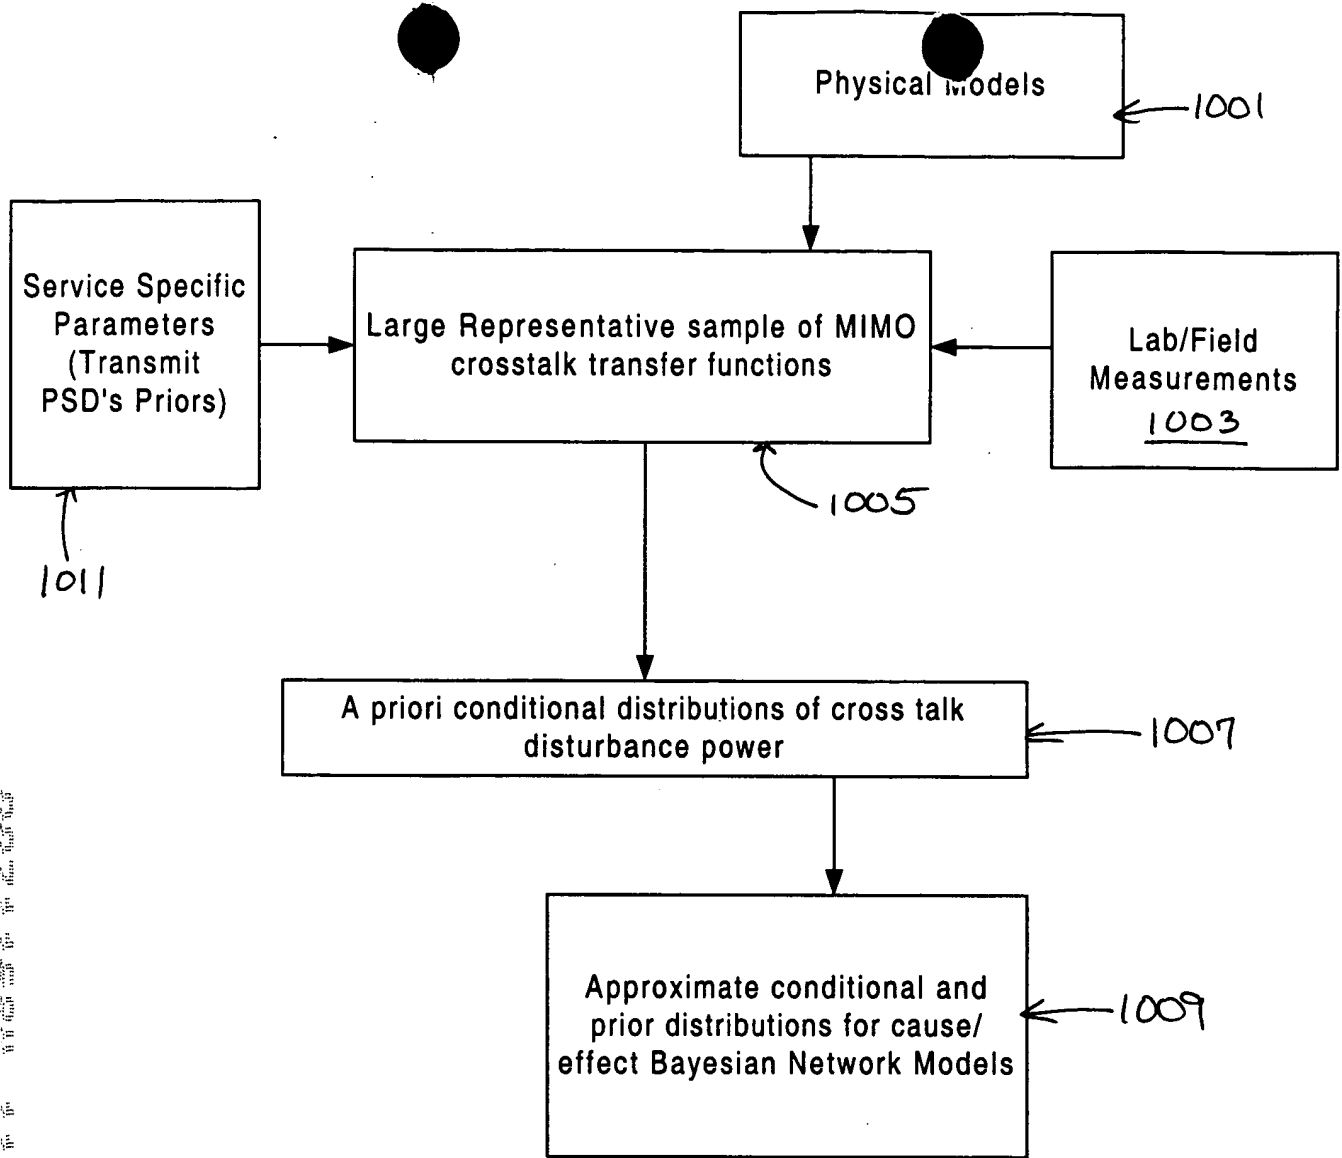 Physical Models
1001
Service Specific
Parameters
(Transmit
PSD's Priors)
1011
Large Representative sample of MIMO
crosstalk transfer functions
1005
Lab/Field
Measurements
1003
A priori conditional distributions of cross talk
disturbance power
1007
Approximate conditional and
prior distributions for cause/
effect Bayesian Network Models
1009